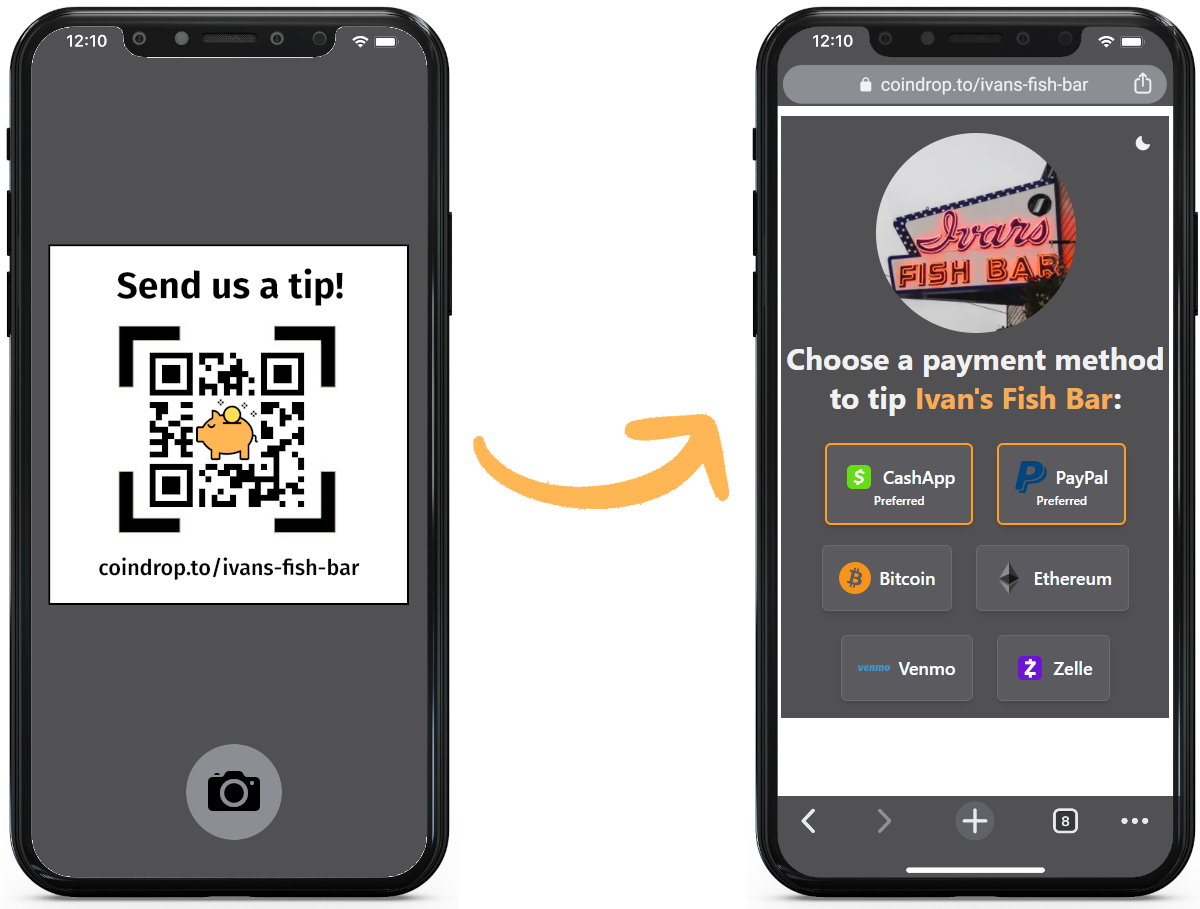 12:10
Send us a tip!
coindrop.to/ivans-fish-bar
12:10
coindrop.to/ivans-fish-bar
Ivars
FISH BAR
Choose a payment method
to tip Ivan's Fish Bar:
$ CashApp
Preferred
PayPal
Preferred
Bitcoin
Ethereum
venmo Venmo
Zelle
8